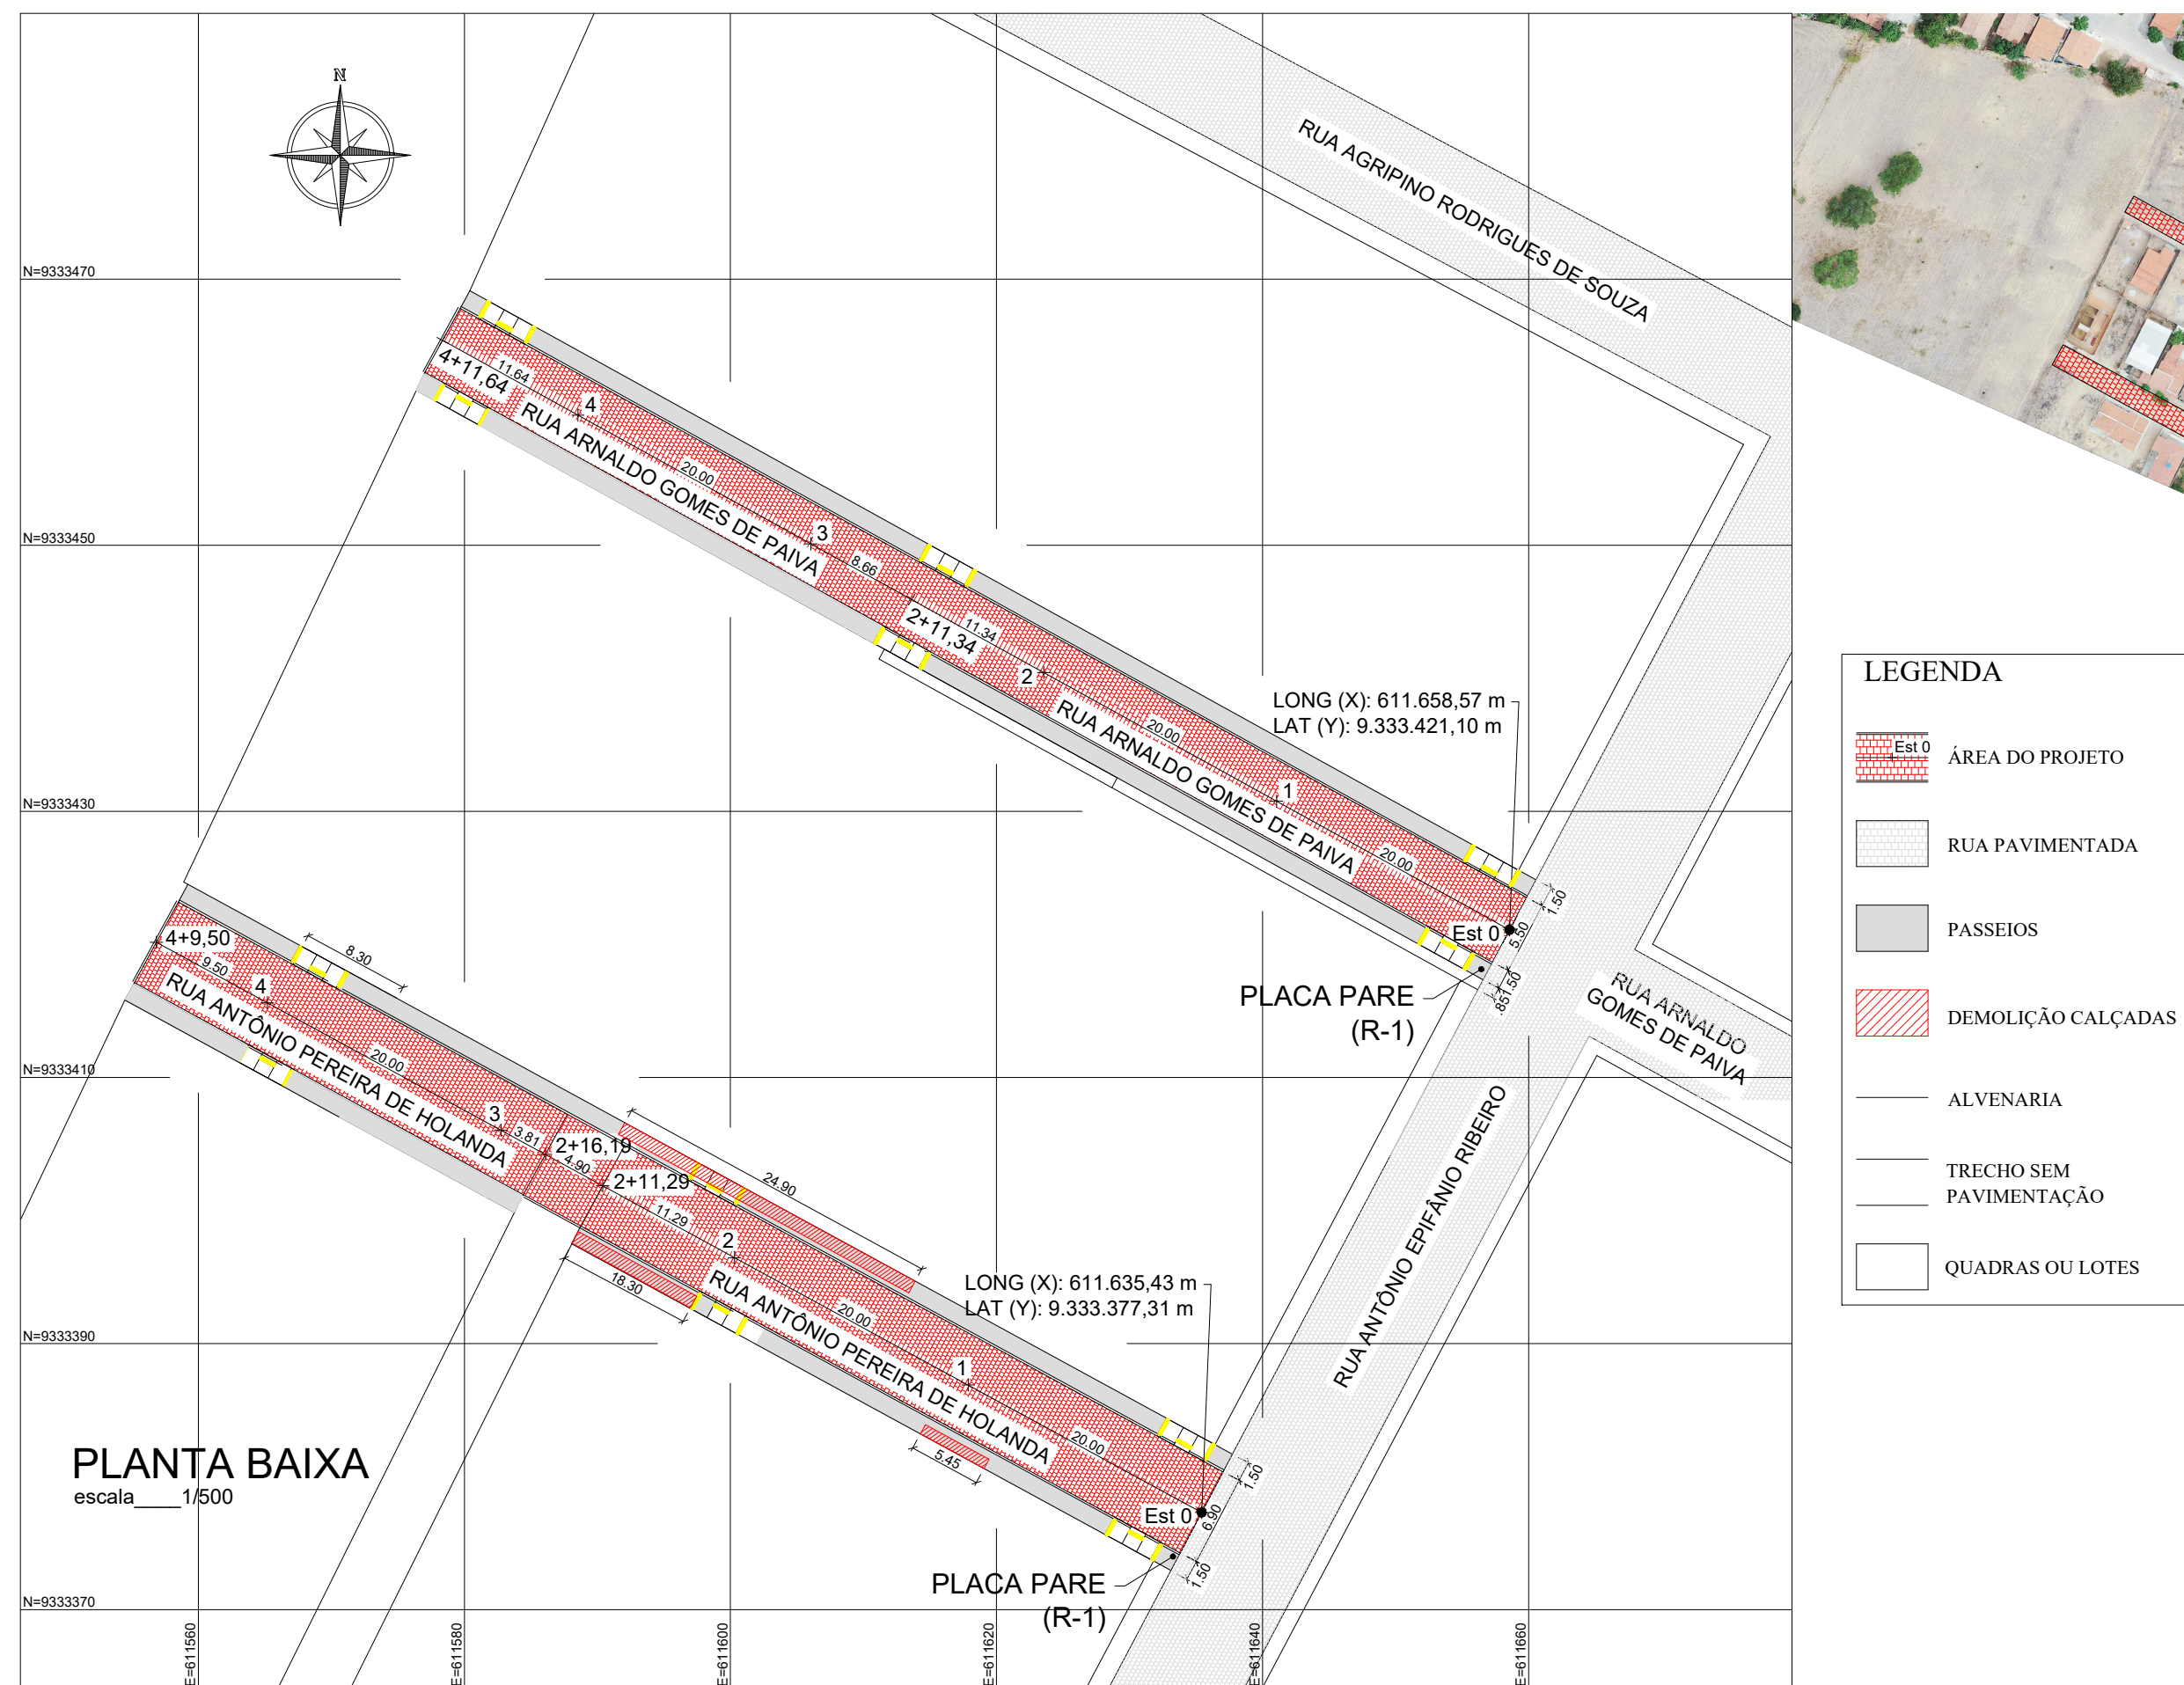 N
RUA AGRIPINO RODRIGUES DE SOUZA
N=9333470
4+11,64
11.64
4
RUA ARNALDO GOMES DE PAIVA
20.00
3
8.66
N=9333450
2+11,34
11.34
2
LONG (X): 611.658,57 m
LAT (Y): 9.333.421,10 m
RUA ARNALDO GOMES DE PAIVA
20.00
1
20.00
N=9333430
Est 0
1.50
5.50
1.50
.85
PLACA PARE
(R-1)
RUA ARNALDO
GOMES DE PAIVA
4+9,50
9.50
8.30
4
RUA ANTÔNIO PEREIRA DE HOLANDA
20.00
3
3.81
N=9333410
2+16,19
4.90
2+11,29
24.90
11.29
2
18.30
LONG (X): 611.635,43 m
LAT (Y): 9.333.377,31 m
RUA ANTÔNIO EPIFÂNIO RIBEIRO
RUA ANTÔNIO PEREIRA DE HOLANDA
20.00
1
20.00
N=9333390
5.45
Est 0
1.50
6.90
1.50
PLACA PARE
(R-1)
PLANTA BAIXA
escala____1/500
N=9333370
E=611560
E=611580
E=611600
E=611620
E=611640
E=611660
LEGENDA
Est 0
ÁREA DO PROJETO
RUA PAVIMENTADA
PASSEIOS
DEMOLIÇÃO CALÇADAS
ALVENARIA
TRECHO SEM
PAVIMENTAÇÃO
QUADRAS OU LOTES